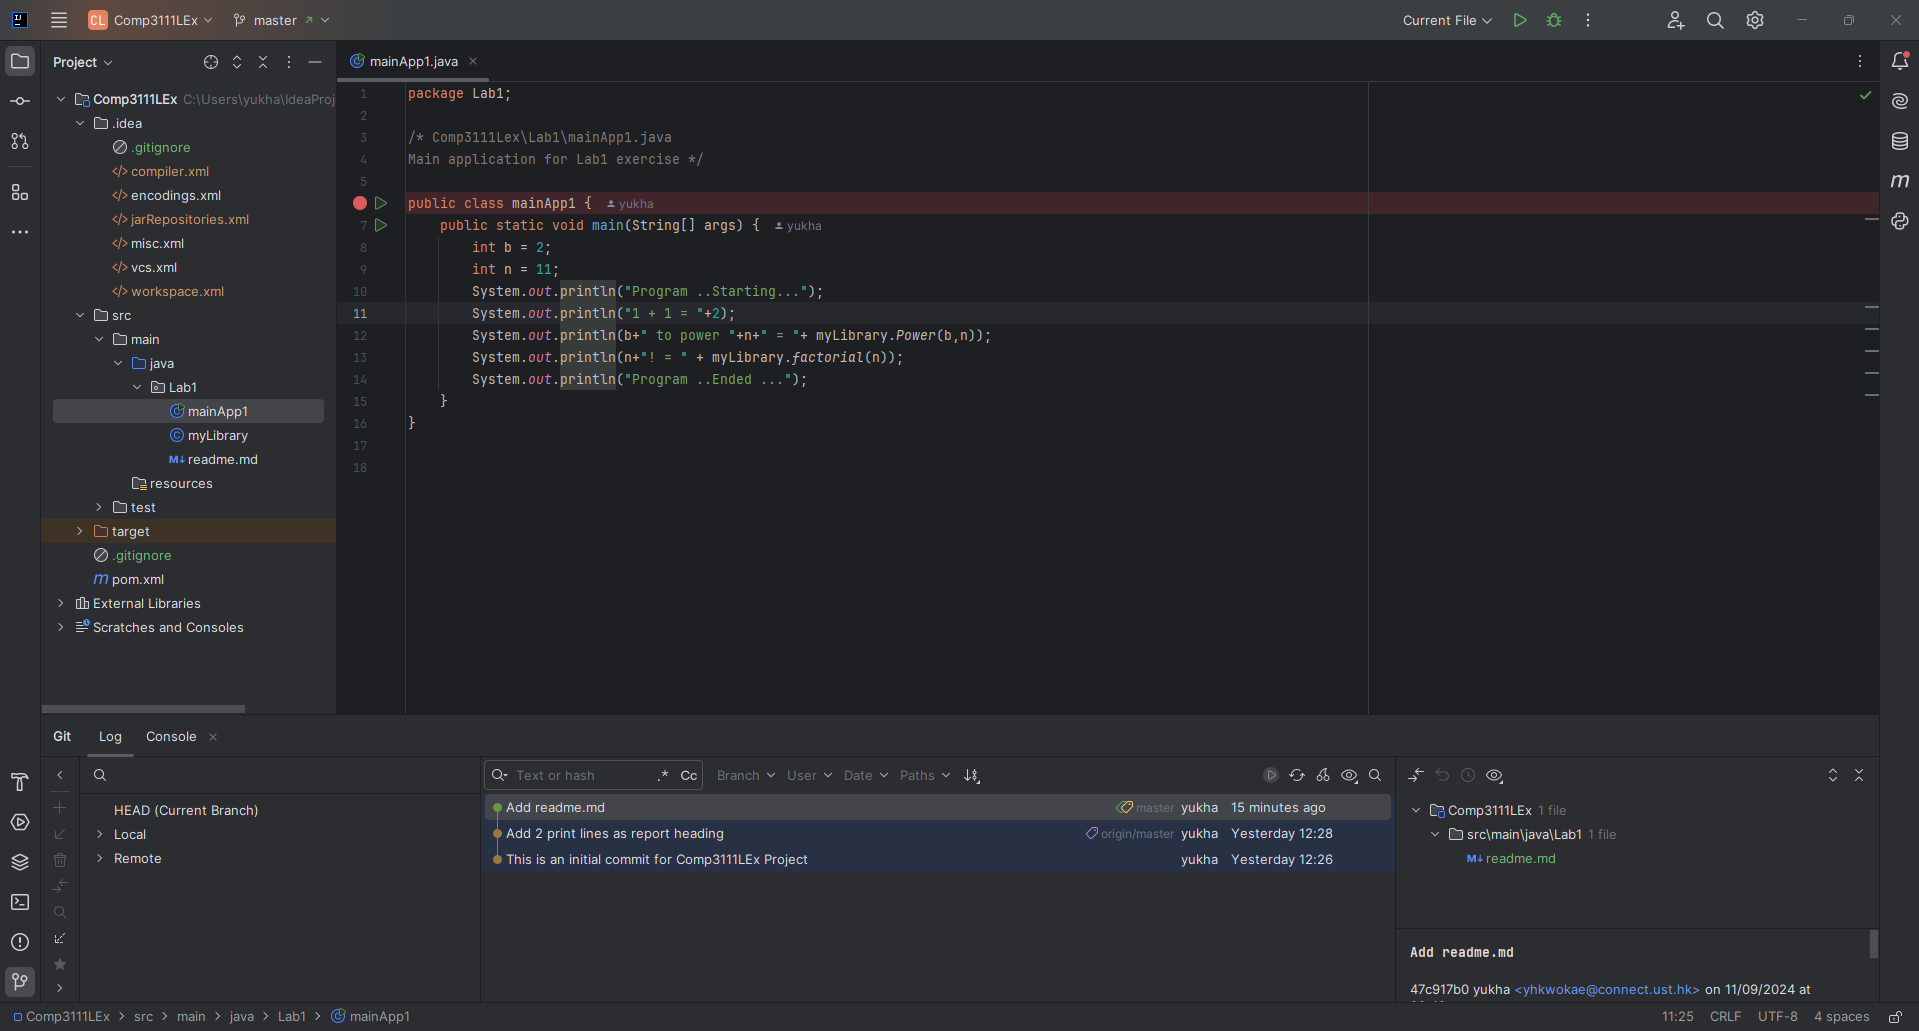 CL Comp3111LEx master Current File
Project
mainApp1.java
Comp3111LEx C:\Users\yukha\IdeaProj
.idea
.gitignore
compiler.xml
encodings.xml
jarRepositories.xml
misc.xml
vcs.xml
workspace.xml
src
main
java
Lab1
mainApp1
myLibrary
readme.md
resources
test
target
.gitignore
pom.xml
External Libraries
Scratches and Consoles
1 package Lab1;
2
3 /* Comp3111Lex\Lab1\mainApp1.java
4 Main application for Lab1 exercise */
5
public class mainApp1 { yukha
7 public static void main(String[] args) { yukha
8 int b = 2;
9 int n = 11;
10 System.out.println("Program ..Starting...");
11 System.out.println("1 + 1 = "+2);
12 System.out.println(b+" to power "+n+" = "+ myLibrary.Power(b,n));
13 System.out.println(n+"! = " + myLibrary.factorial(n));
14 System.out.println("Program ..Ended ...");
15 }
16 }
17
18
Git Log Console
Text or hash .* Cc Branch User Date Paths
HEAD (Current Branch)
Local
Remote
Add readme.md master yukha 15 minutes ago
Add 2 print lines as report heading origin/master yukha Yesterday 12:28
This is an initial commit for Comp3111LEx Project yukha Yesterday 12:26
Comp3111LEx 1 file
src\main\java\Lab1 1 file
readme.md
Add readme.md
47c917b0 yukha <yhkwokae@connect.ust.hk> on 11/09/2024 at
Comp3111LEx > src > main > java > Lab1 > mainApp1 11:25 CRLF UTF-8 4 spaces